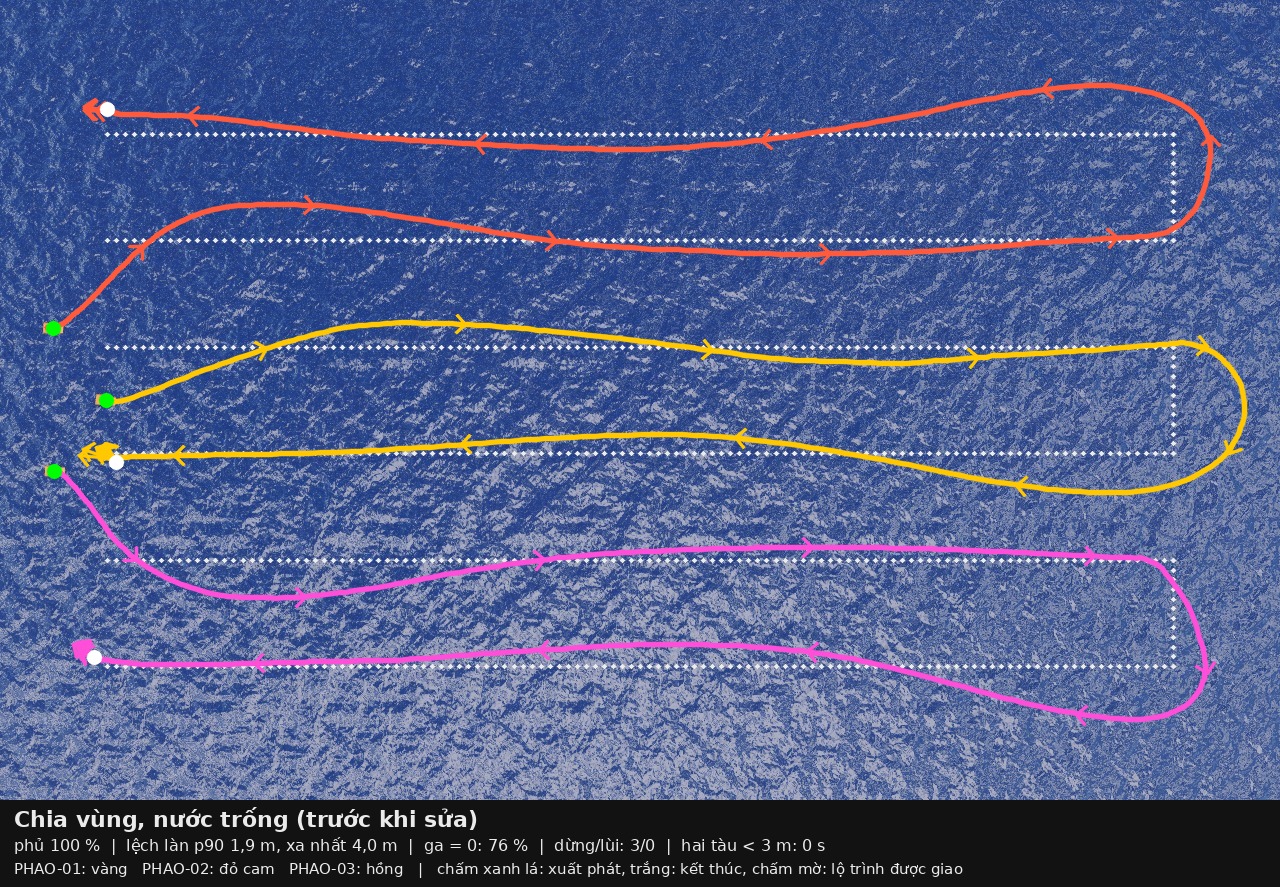 Chia vùng, nước trống (trước khi sửa)
phủ 100 % | lệch làn p90 1,9 m, xa nhất 4,0 m | ga = 0: 76 % | dừng/lùi: 3/0 | hai tàu < 3 m: 0 s
PHAO-01: vàng PHAO-02: đỏ cam PHAO-03: hồng | chấm xanh lá: xuất phát, trắng: kết thúc, chấm mờ: lộ trình được giao